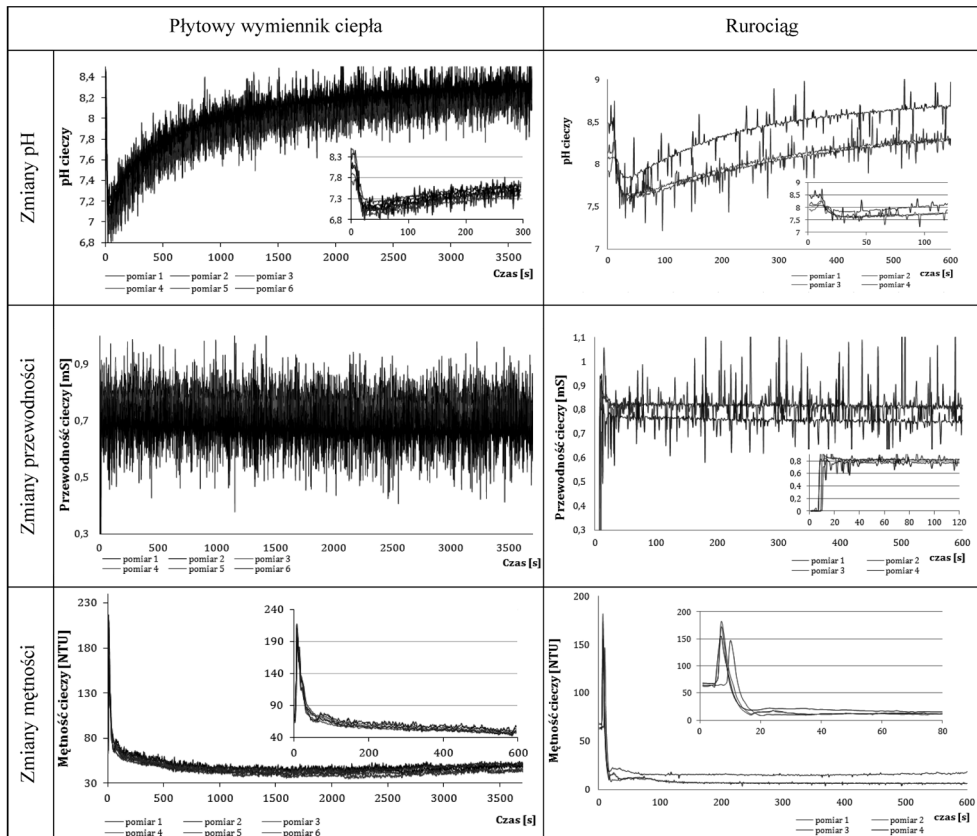 Płytowy wymiennik ciepła
Rurociąg
Zmiany pH
pH cieczy
8,4
8,2
8
7,8
7,6
7,4
7,2
7
6,8
8.3
7.8
7.3
6.8
0 100 200 300
0 500 1000 1500 2000 2500 3000 3500
Czas [s]
pomiar 1 pomiar 2 pomiar 3
pomiar 4 pomiar 5 pomiar 6
pH cieczy
9
8,5
8
7,5
7
9
8,5
8
7,5
7
0 50 100
0 100 200 300 400 500 600
Czas [s]
pomiar 1 pomiar 2
pomiar 3 pomiar 4
Zmiany przewodności
Przewodność cieczy [mS]
0,9
0,7
0,5
0,3
0 500 1000 1500 2000 2500 3000 3500
Czas [s]
pomiar 1 pomiar 2 pomiar 3
pomiar 4 pomiar 5 pomiar 6
Przewodność cieczy [mS]
1,1
1
0,9
0,8
0,7
0,6
0,5
0,4
0,3
0,8
0,6
0,4
0,2
0
0 20 40 60 80 100 120
0 100 200 300 400 500 600
czas [s]
pomiar 1 pomiar 2
pomiar 3 pomiar 4
Zmiany mętności
Mętność cieczy [NTU]
230
180
130
80
30
240
190
140
90
40
0 200 400 600
0 500 1000 1500 2000 2500 3000 3500
Czas [s]
pomiar 1 pomiar 2 pomiar 3
pomiar 4 pomiar 5 pomiar 6
Mętność cieczy [NTU]
200
150
100
50
0
200
150
100
50
0
0 20 40 60 80
0 100 200 300 400 500 600
czas [s]
pomiar 1 pomiar 2
pomiar 3 pomiar 4